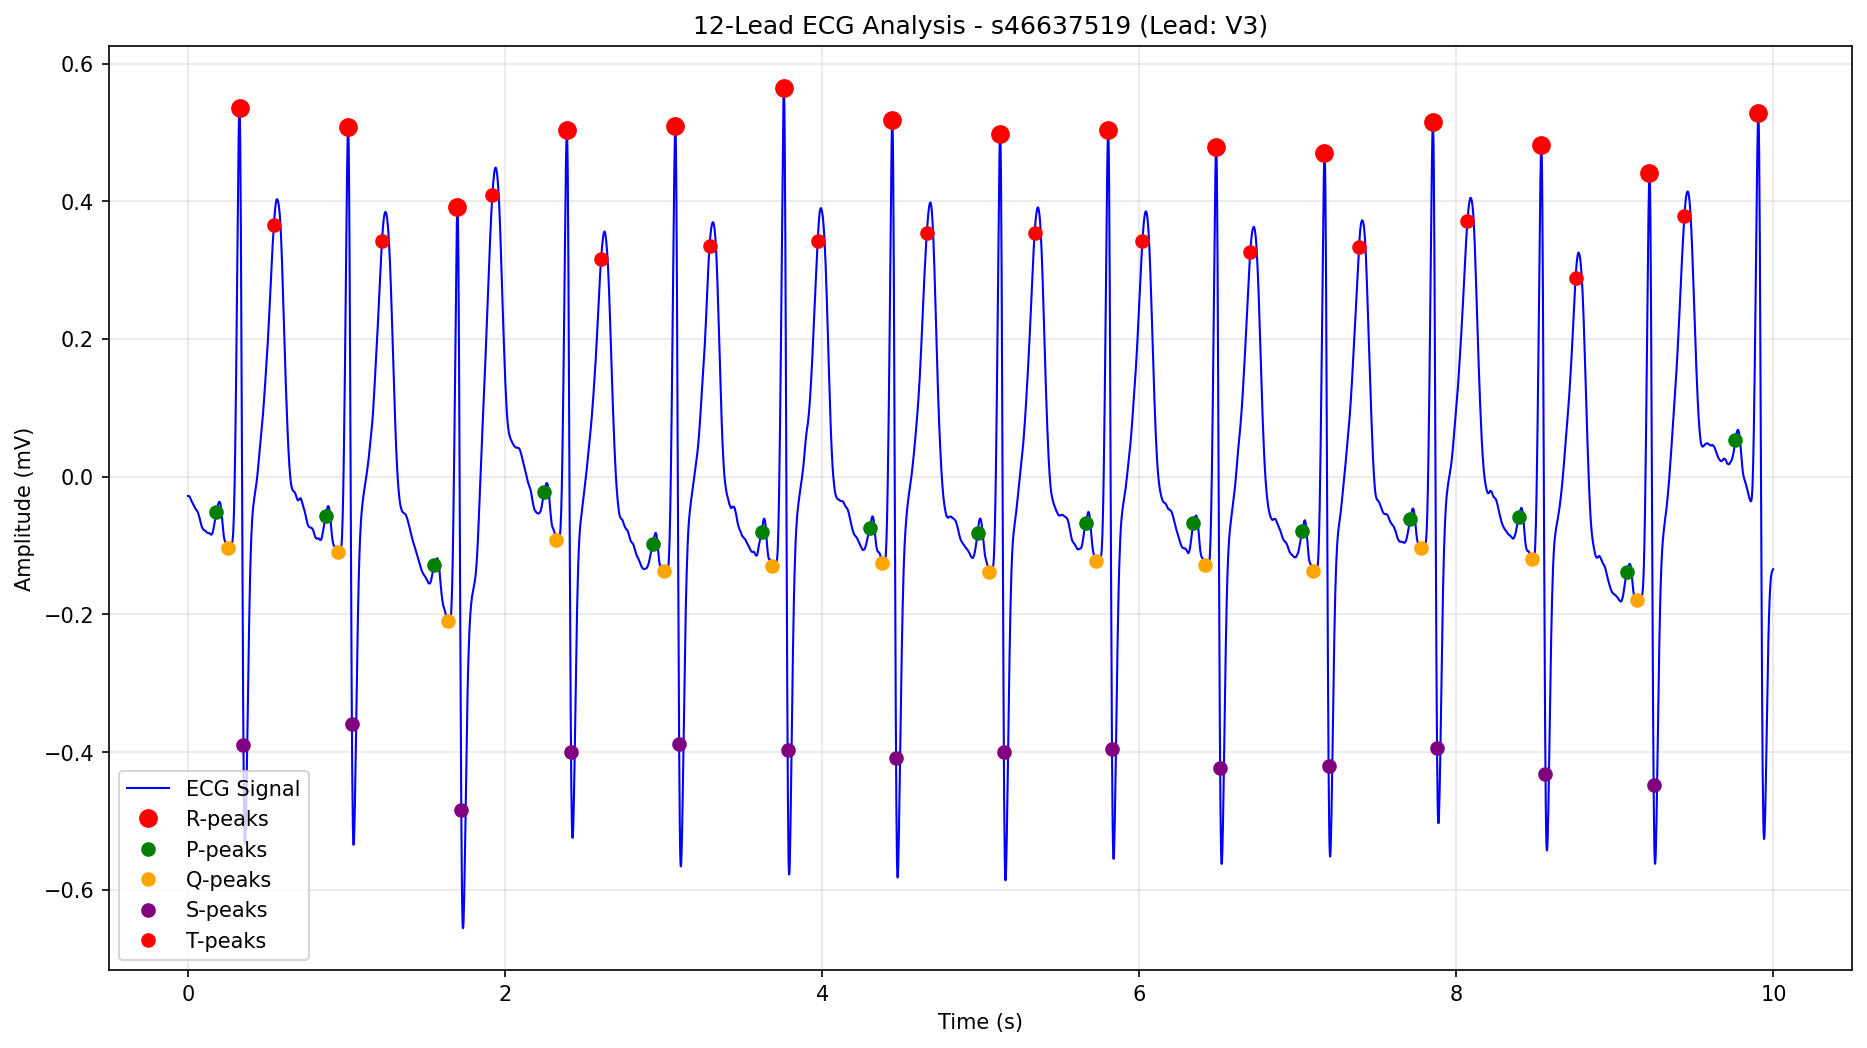 12-Lead ECG Analysis - s46637519 (Lead: V3)
Amplitude (mV)
0.6
0.4
0.2
0.0
−0.2
−0.4
−0.6
ECG Signal
R-peaks
P-peaks
Q-peaks
S-peaks
T-peaks
0 2 4 6 8 10
Time (s)